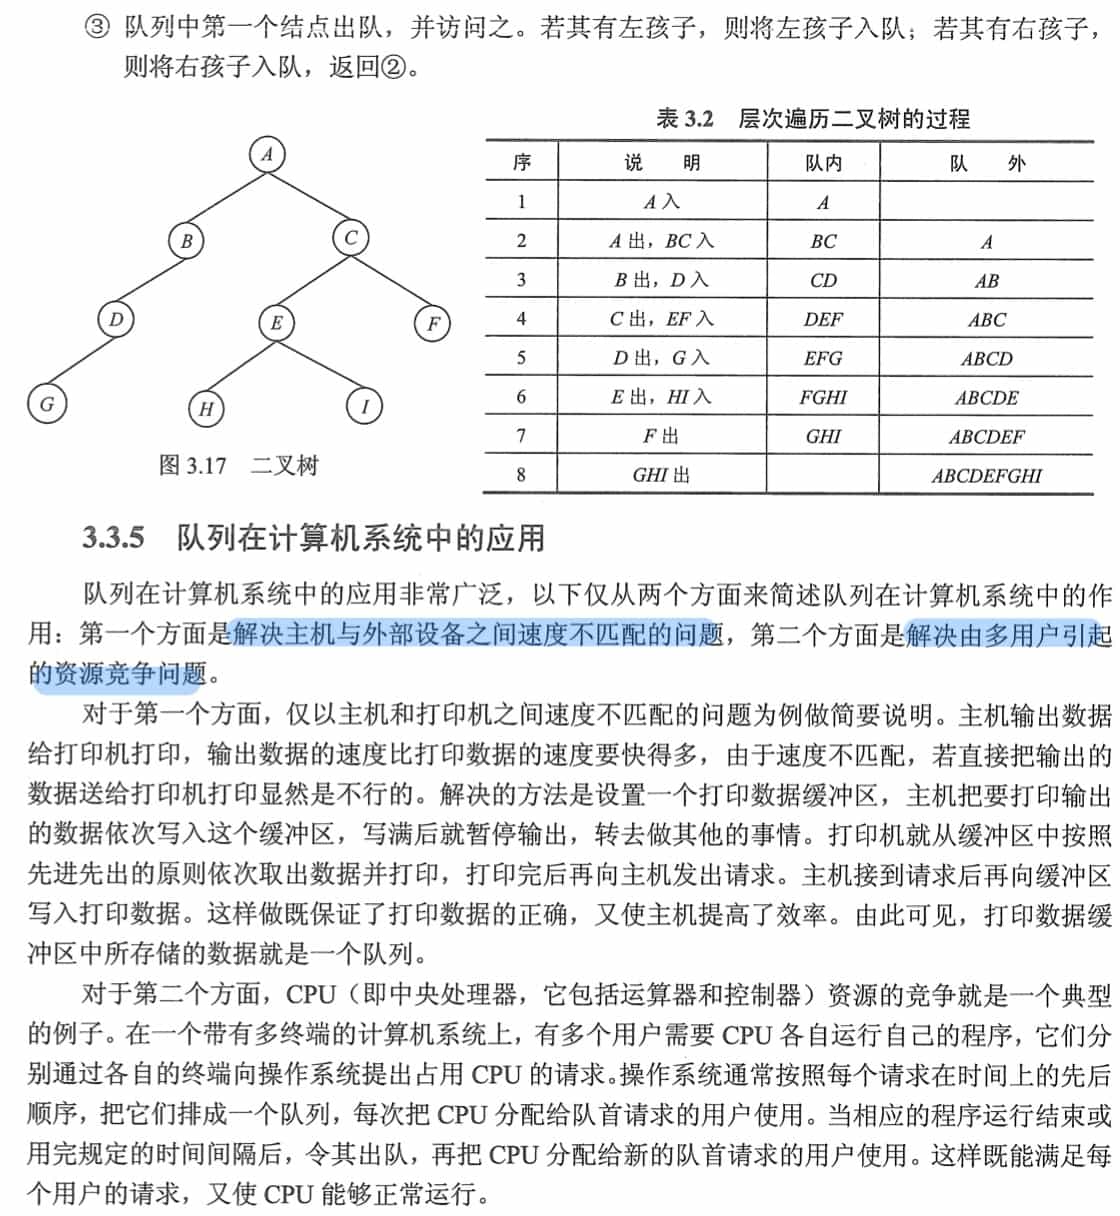 ③ 队列中第一个结点出队，并访问之。若其有左孩子，则将左孩子入队；若其有右孩子，
则将右孩子入队，返回②。
A
B
C
D
E
F
G
H
I
图 3.17 二叉树
表 3.2 层次遍历二叉树的过程
序 说 明 队内 队 外
1 A 入 A
2 A 出，BC 入 BC A
3 B 出，D 入 CD AB
4 C 出，EF 入 DEF ABC
5 D 出，G 入 EFG ABCD
6 E 出，HI 入 FGHI ABCDE
7 F 出 GHI ABCDEF
8 GHI 出 ABCDEFGHI
3.3.5 队列在计算机系统中的应用
队列在计算机系统中的应用非常广泛，以下仅从两个方面来简述队列在计算机系统中的作
用：第一个方面是解决主机与外部设备之间速度不匹配的问题，第二个方面是解决由多用户引起
的资源竞争问题。
对于第一个方面，仅以主机和打印机之间速度不匹配的问题为例做简要说明。主机输出数据
给打印机打印，输出数据的速度比打印数据的速度要快得多，由于速度不匹配，若直接把输出的
数据送给打印机打印显然是不行的。解决的方法是设置一个打印数据缓冲区，主机把要打印输出
的数据依次写入这个缓冲区，写满后就暂停输出，转去做其他的事情。打印机就从缓冲区中按照
先进先出的原则依次取出数据并打印，打印完后再向主机发出请求。主机接到请求后再向缓冲区
写入打印数据。这样做既保证了打印数据的正确，又使主机提高了效率。由此可见，打印数据缓
冲区中所存储的数据就是一个队列。
对于第二个方面，CPU（即中央处理器，它包括运算器和控制器）资源的竞争就是一个典型
的例子。在一个带有多终端的计算机系统上，有多个用户需要 CPU 各自运行自己的程序，它们分
别通过各自的终端向操作系统提出占用 CPU 的请求。操作系统通常按照每个请求在时间上的先后
顺序，把它们排成一个队列，每次把 CPU 分配给队首请求的用户使用。当相应的程序运行结束或
用完规定的时间间隔后，令其出队，再把 CPU 分配给新的队首请求的用户使用。这样既能满足每
个用户的请求，又使 CPU 能够正常运行。